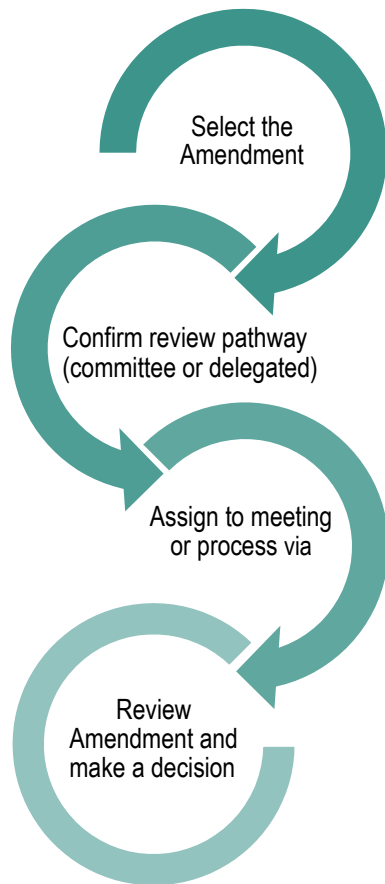 Select the
Amendment
Confirm review pathway
(committee or delegated)
Assign to meeting
or process via
Review
Amendment and
make a decision